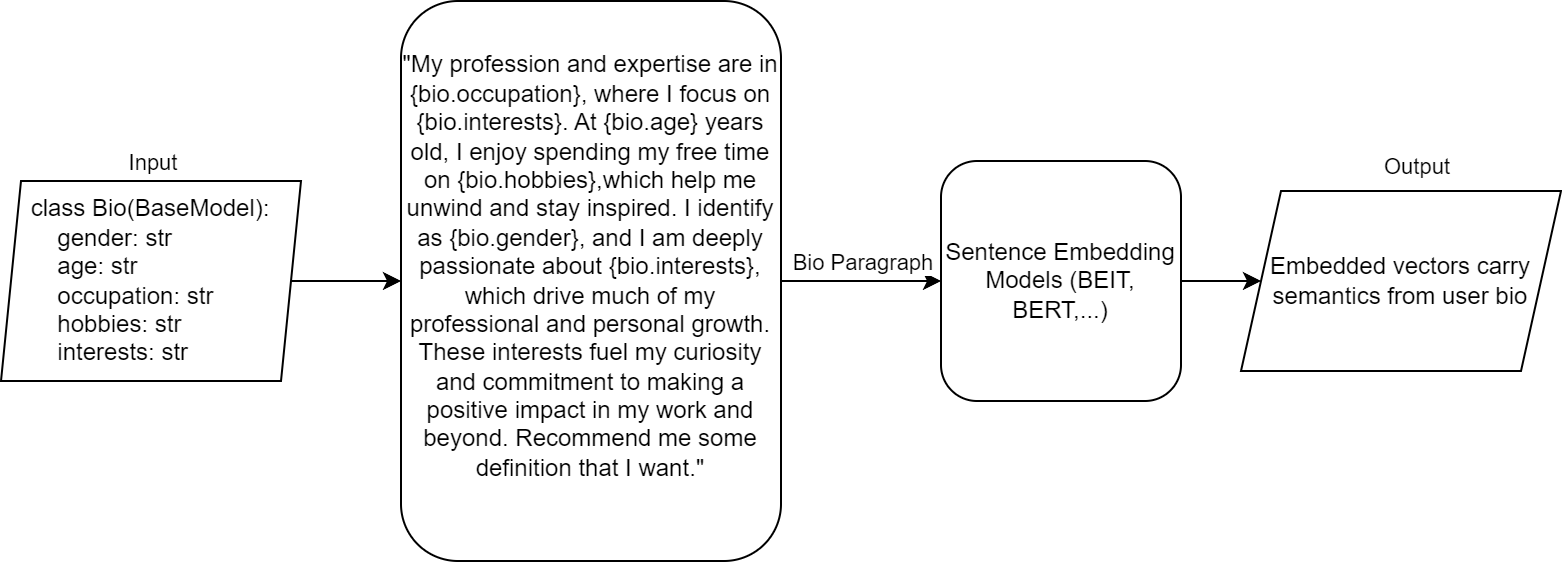 Input
class Bio(BaseModel):
gender: str
age: str
occupation: str
hobbies: str
interests: str
"My profession and expertise are in
{bio.occupation}, where I focus on
{bio.interests}. At {bio.age} years
old, I enjoy spending my free time
on {bio.hobbies},which help me
unwind and stay inspired. I identify
as {bio.gender}, and I am deeply
passionate about {bio.interests},
which drive much of my
professional and personal growth.
These interests fuel my curiosity
and commitment to making a
positive impact in my work and
beyond. Recommend me some
definition that I want."
Bio Paragraph
Sentence Embedding
Models (BEIT,
BERT,...)
Output
Embedded vectors carry
semantics from user bio